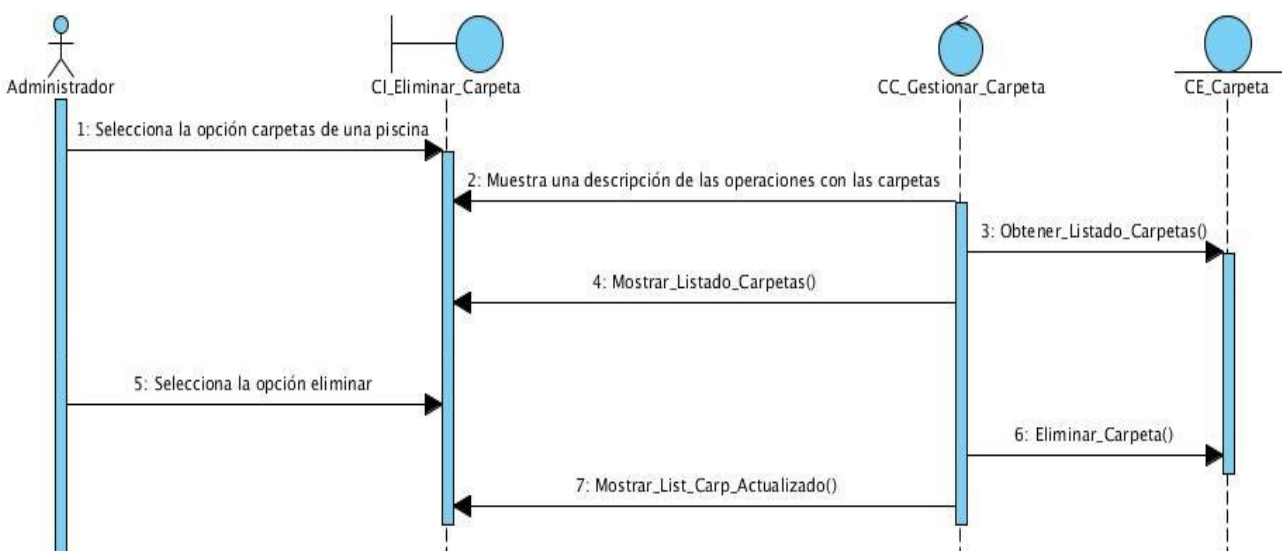 Administrador
CI_Eliminar_Carpeta
CC_Gestionar_Carpeta
CE_Carpeta
1: Selecciona la opción carpetas de una piscina
2: Muestra una descripción de las operaciones con las carpetas
3: Obtener_Listado_Carpetas()
4: Mostrar_Listado_Carpetas()
5: Selecciona la opción eliminar
6: Eliminar_Carpeta()
7: Mostrar_List_Carp_Actualizado()